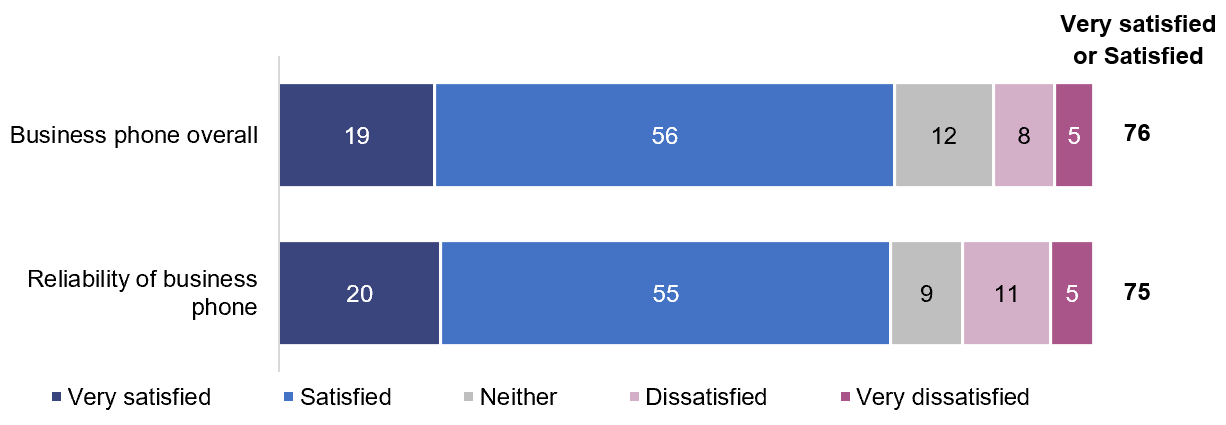 Very satisfied
or Satisfied
Business phone overall
19
56
12
8
5
76
Reliability of business
phone
20
55
9
11
5
75
Very satisfied
Satisfied
Neither
Dissatisfied
Very dissatisfied